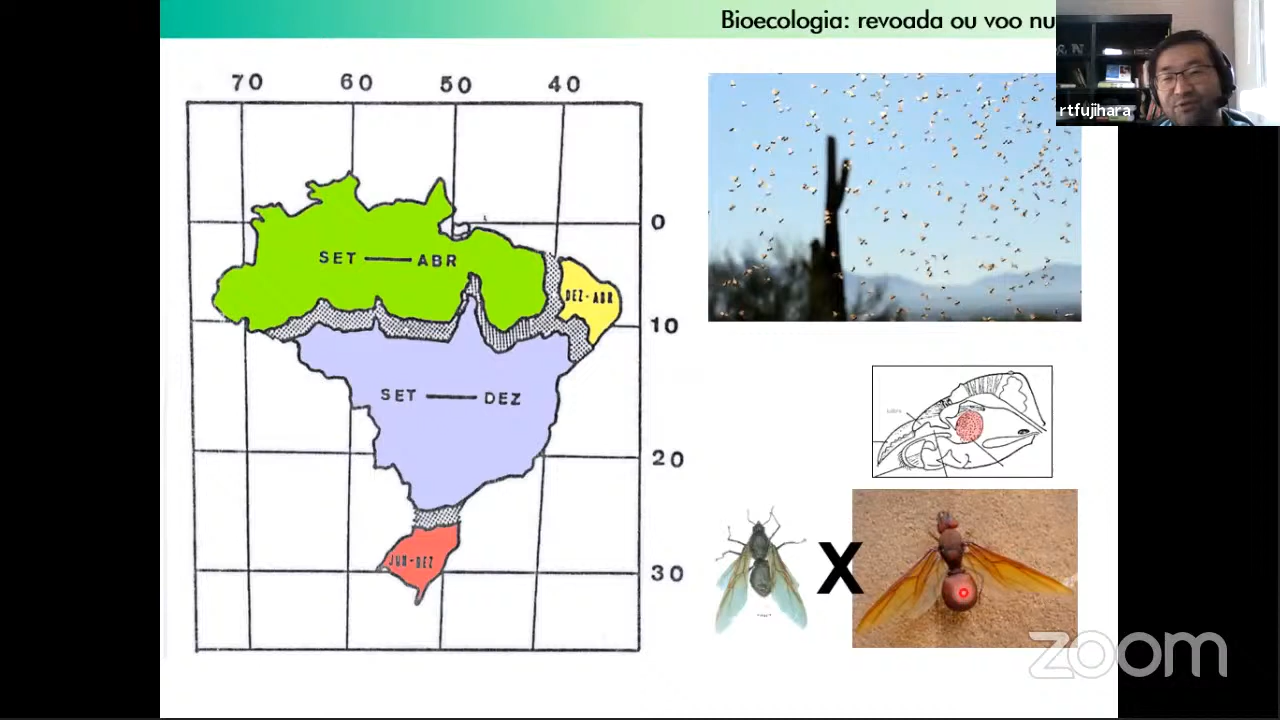 Bioecologia: revoada ou voo nu
rtfujihara
70 60 50 40
0
SET ABR
DEZ-ABR
10
SET DEZ
20
JUN-DEZ
30
X
zoom